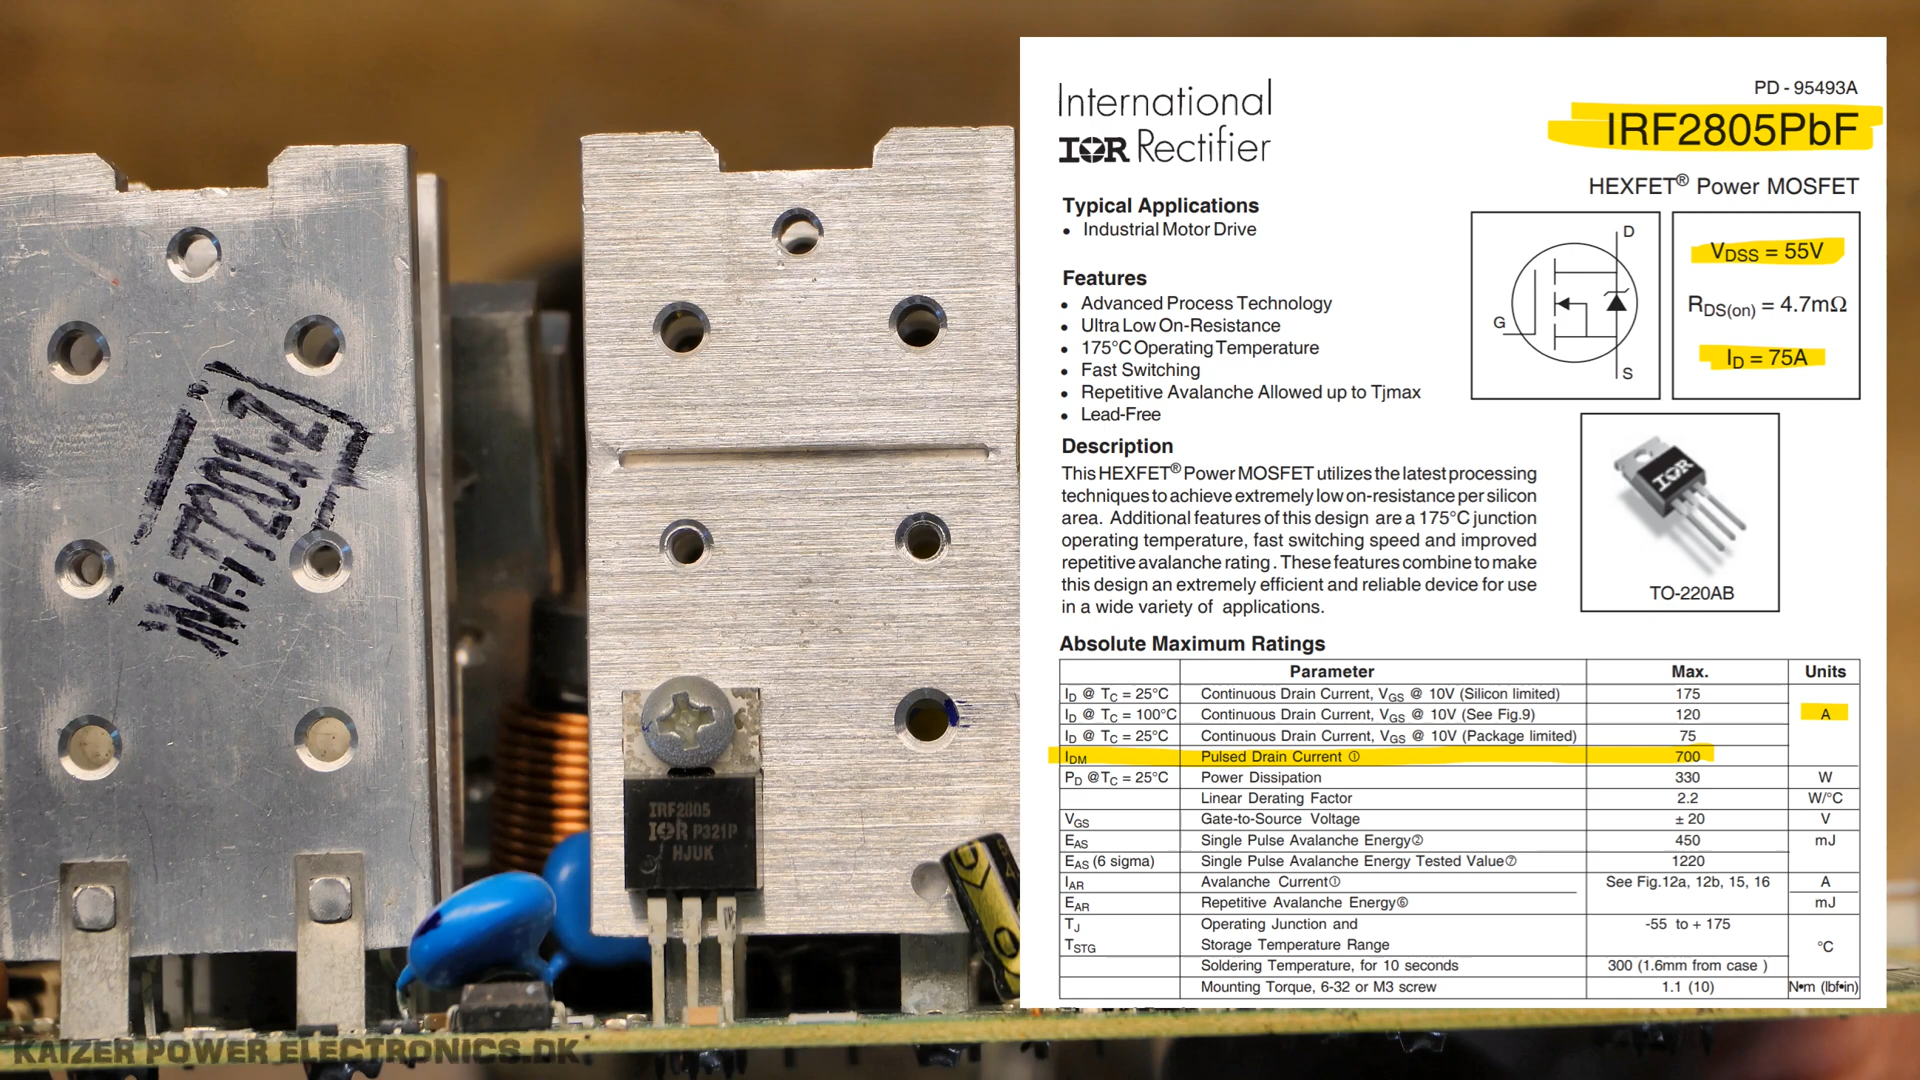 1M-T7201,2
IRF2805
IOR P321P
HJUK
KAIZER POWER ELECTRONICS.DK
International
IOR Rectifier
PD - 95493A
IRF2805PbF
HEXFET® Power MOSFET
Typical Applications
• Industrial Motor Drive
Features
• Advanced Process Technology
• Ultra Low On-Resistance
• 175°C Operating Temperature
• Fast Switching
• Repetitive Avalanche Allowed up to Tjmax
• Lead-Free
D
G
S
VDSS = 55V
RDS(on) = 4.7mΩ
ID = 75A
Description
This HEXFET® Power MOSFET utilizes the latest processing
techniques to achieve extremely low on-resistance per silicon
area. Additional features of this design are a 175°C junction
operating temperature, fast switching speed and improved
repetitive avalanche rating . These features combine to make
this design an extremely efficient and reliable device for use
in a wide variety of applications.
IOR
TO-220AB
Absolute Maximum Ratings
Parameter Max. Units
ID @ TC = 25°C Continuous Drain Current, VGS @ 10V (Silicon limited) 175
ID @ TC = 100°C Continuous Drain Current, VGS @ 10V (See Fig.9) 120 A
ID @ TC = 25°C Continuous Drain Current, VGS @ 10V (Package limited) 75
IDM Pulsed Drain Current ① 700
PD @TC = 25°C Power Dissipation 330 W
Linear Derating Factor 2.2 W/°C
VGS Gate-to-Source Voltage ± 20 V
EAS Single Pulse Avalanche Energy② 450 mJ
EAS (6 sigma) Single Pulse Avalanche Energy Tested Value⑦ 1220
IAR Avalanche Current① See Fig.12a, 12b, 15, 16 A
EAR Repetitive Avalanche Energy⑥ mJ
TJ Operating Junction and -55 to + 175
TSTG Storage Temperature Range °C
Soldering Temperature, for 10 seconds 300 (1.6mm from case )
Mounting Torque, 6-32 or M3 screw 1.1 (10) N•m (lbf•in)